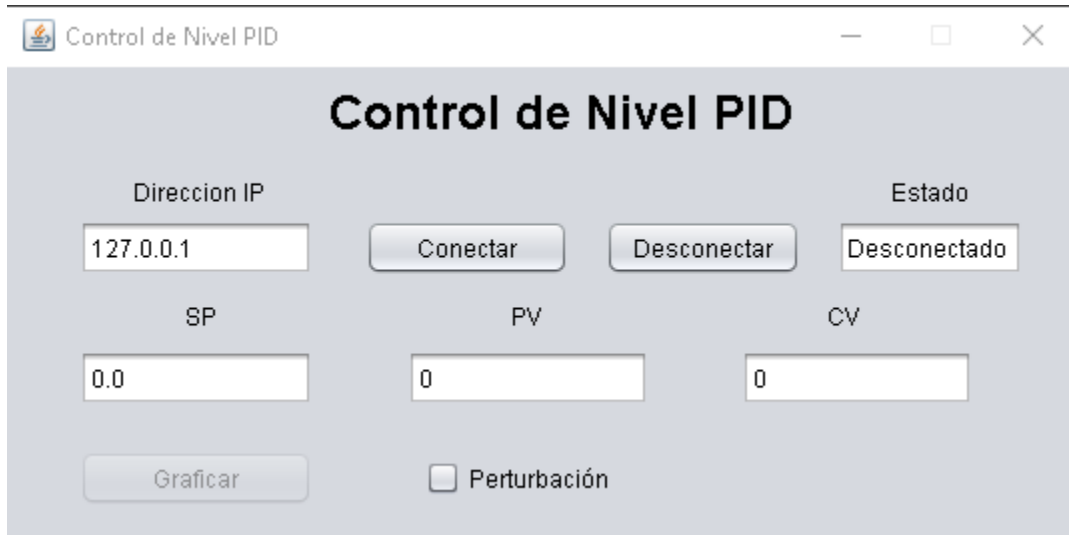 Control de Nivel PID
Control de Nivel PID
Direccion IP
Estado
127.0.0.1
Conectar
Desconectar
Desconectado
SP
PV
CV
0.0
0
0
Graficar
Perturbación